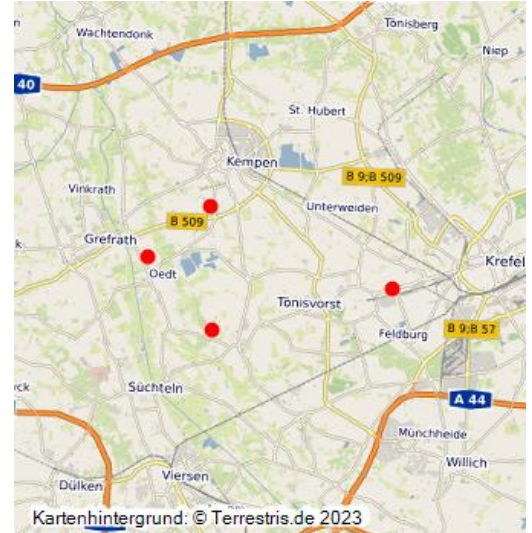 Tönisberg
Wachtendonk
Niep
40
St. Hubert
Kempen
B 9;B 509
Vinkrath
Unterweiden
B 509
Grefrath
Krefel
Oedt
Tönisvorst
B 9;B 57
Feldburg
Süchteln
A 44
Münchheide
Willich
Viersen
Dülken
Kartenhintergrund: © Terrestris.de 2023